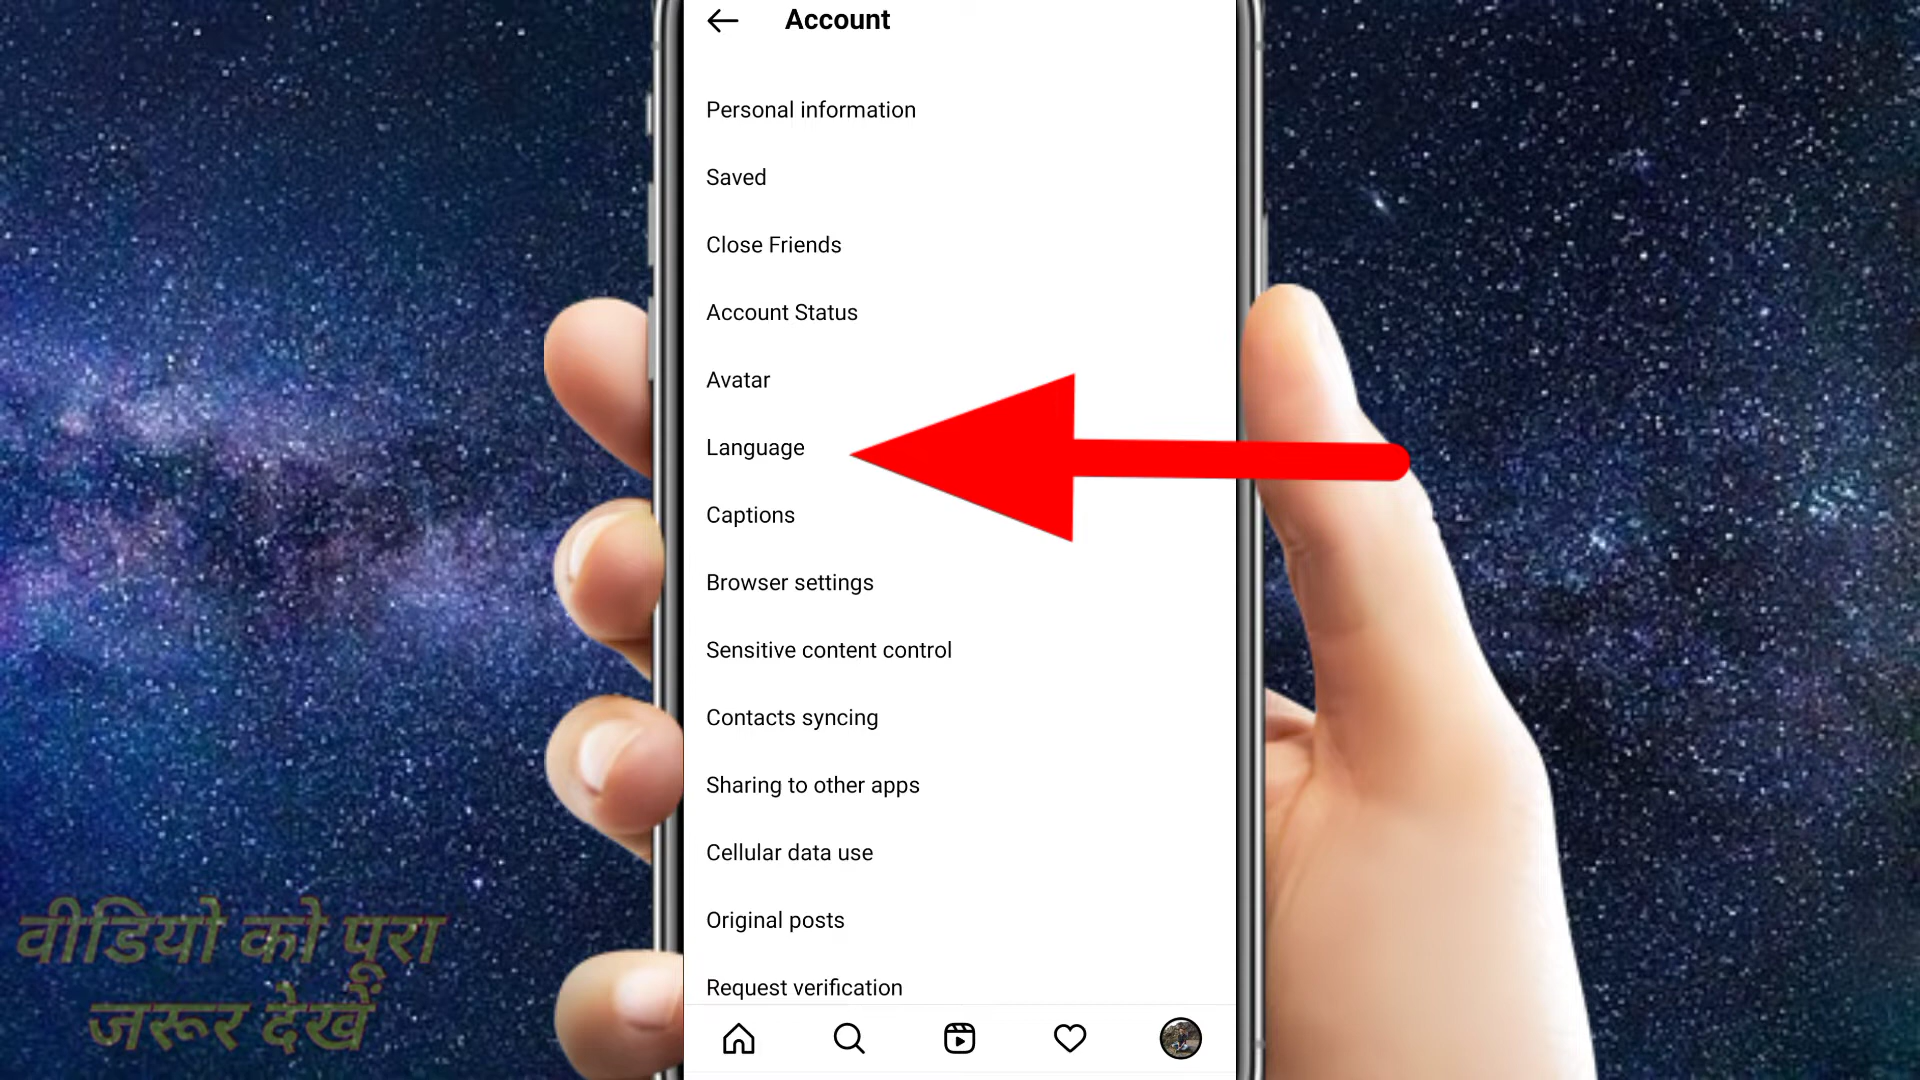 Account
Personal information
Saved
Close Friends
Account Status
Avatar
Language
Captions
Browser settings
Sensitive content control
Contacts syncing
Sharing to other apps
Cellular data use
Original posts
Request verification
वीडियो को पूरा
जरूर देखें